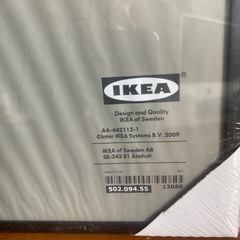 IKEA
Design and Quality
IKEA of Sweden
AA-442112-1
©Inter IKEA Systems B.V. 2009
IKEA of Sweden AB
SE-343 81 Älmhult
502.094.55
13080